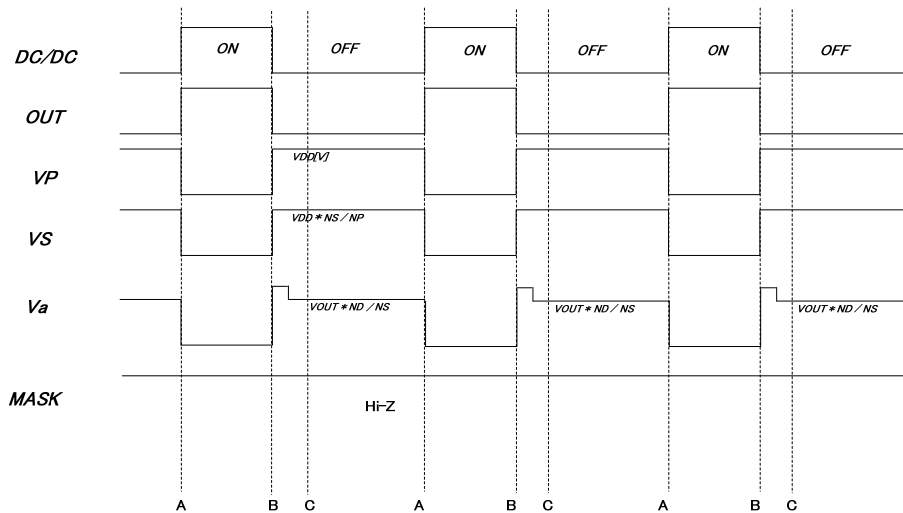 DC/DC ON OFF ON OFF ON OFF
OUT
VDD[V]
VP
VDD*NS/NP
VS
Va
VOUT*ND/NS VOUT*ND/NS VOUT*ND/NS
MASK
Hi-Z
A B C A B C A B C